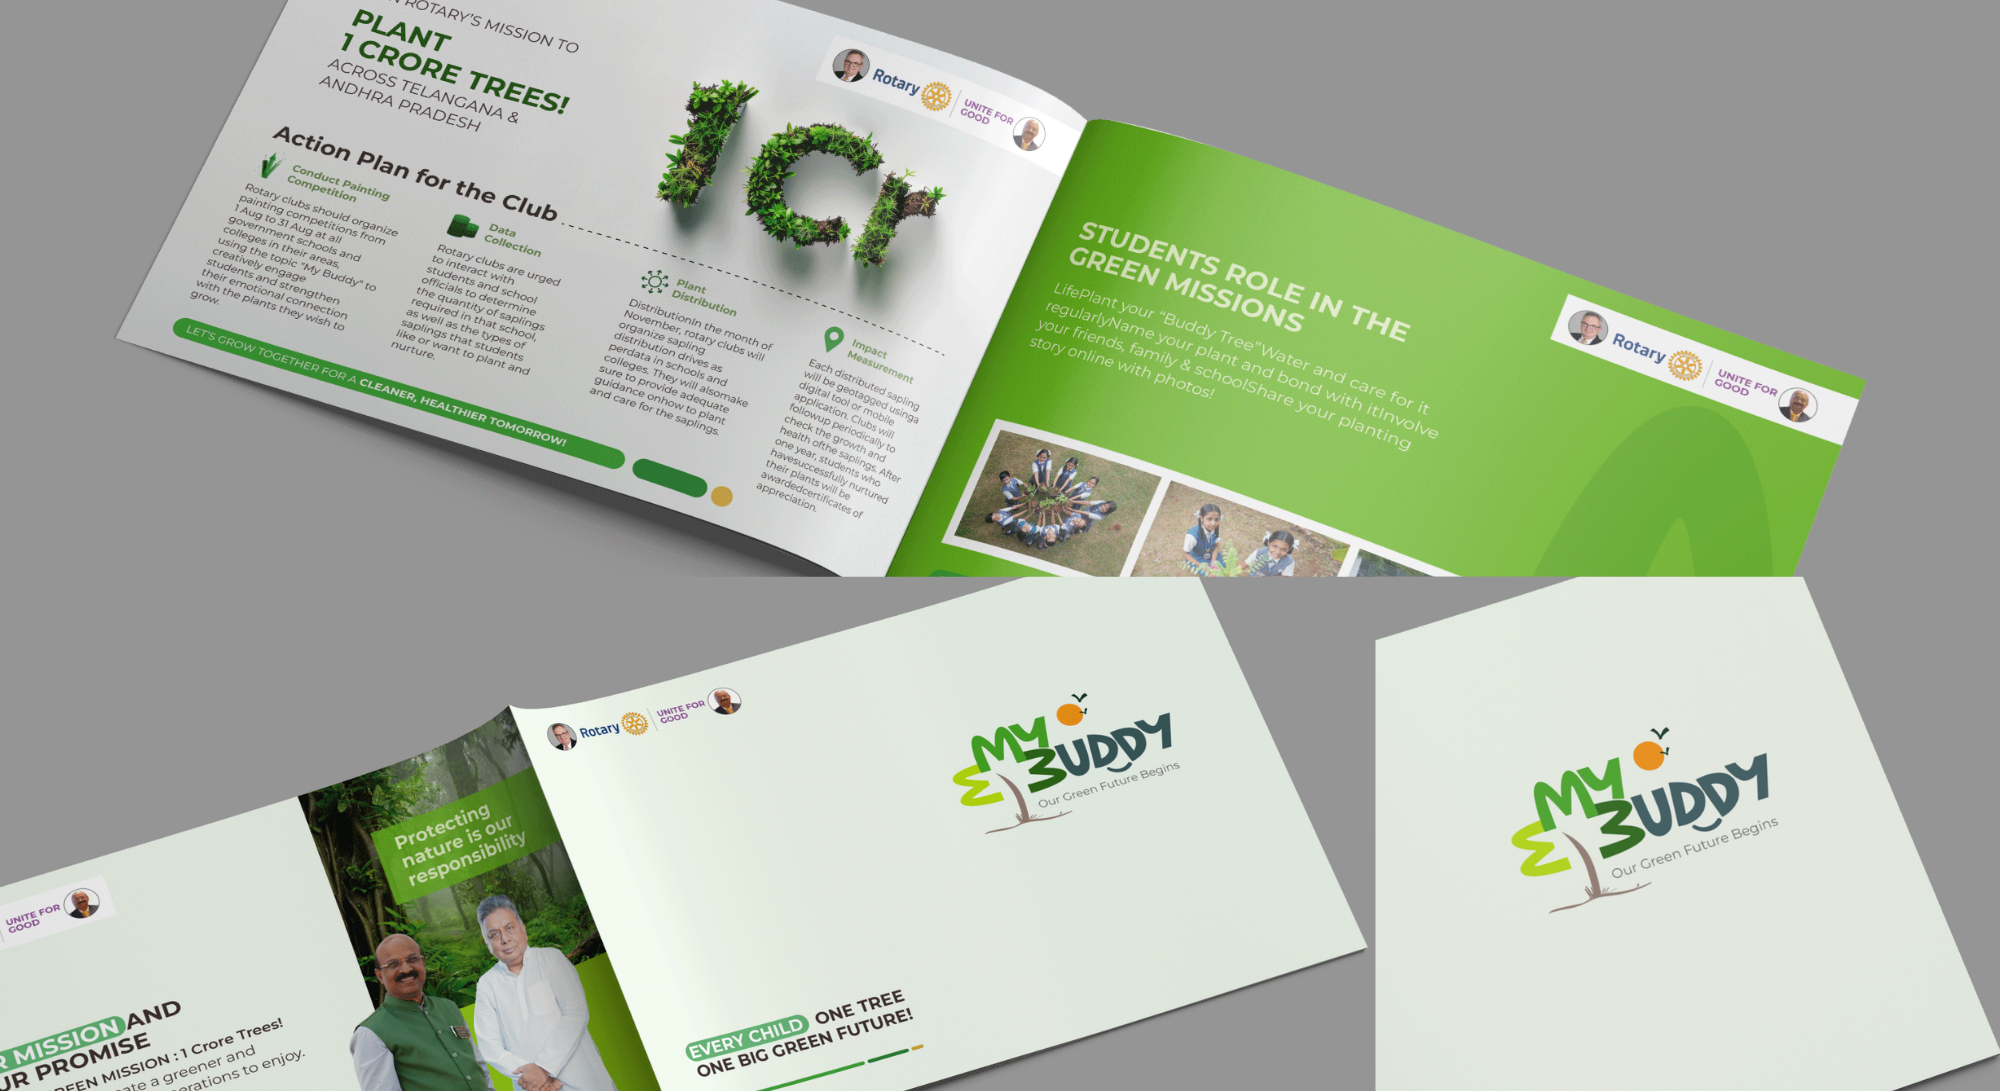 N ROTARY'S MISSION TO
PLANT
1 CRORE TREES!
ACROSS TELANGANA &
ANDHRA PRADESH
Rotary
UNITE FOR
GOOD
Action Plan for the Club
Conduct Painting
Competition
Rotary clubs should organize
painting competitions from
1 Aug to 31 Aug at all
government schools and
colleges in their areas,
using the topic "My Buddy" to
creatively engage
students and strengthen
their emotional connection
with the plants they wish to
grow.
Data
Collection
Rotary clubs are urged
to interact with
students and school
officials to determine
the quantity of saplings
required in that school,
as well as the types of
saplings that students
like or want to plant and
nurture.
Plant
Distribution
DistributionIn the month of
November, rotary clubs will
organize sapling
distribution drives as
perdata in schools and
colleges. They will alsomake
sure to provide adequate
guidance onhow to plant
and care for the saplings.
Impact
Measurement
Each distributed sapling
will be geotagged usinga
digital tool or mobile
application. Clubs will
followup periodically to
check the growth and
health ofthe saplings. After
one year, students who
havesuccessfully nurtured
their plants will be
awardedcertificates of
appreciation.
LET'S GROW TOGETHER FOR A CLEANER, HEALTHIER TOMORROW!
STUDENTS ROLE IN THE
GREEN MISSIONS
LifePlant your "Buddy Tree"Water and care for it
regularlyName your plant and bond with itInvolve
your friends, family & schoolShare your planting
story online with photos!
Rotary
UNITE FOR
GOOD
UNITE FOR
GOOD
R MISSION AND
UR PROMISE
REEN MISSION : 1 Crore Trees!
ate a greener and
erations to enjoy.
Protecting
nature is our
responsibility
Rotary
UNITE FOR
GOOD
MY
BUDDY
Our Green Future Begins
EVERY CHILD ONE TREE
ONE BIG GREEN FUTURE!
MY
BUDDY
Our Green Future Begins